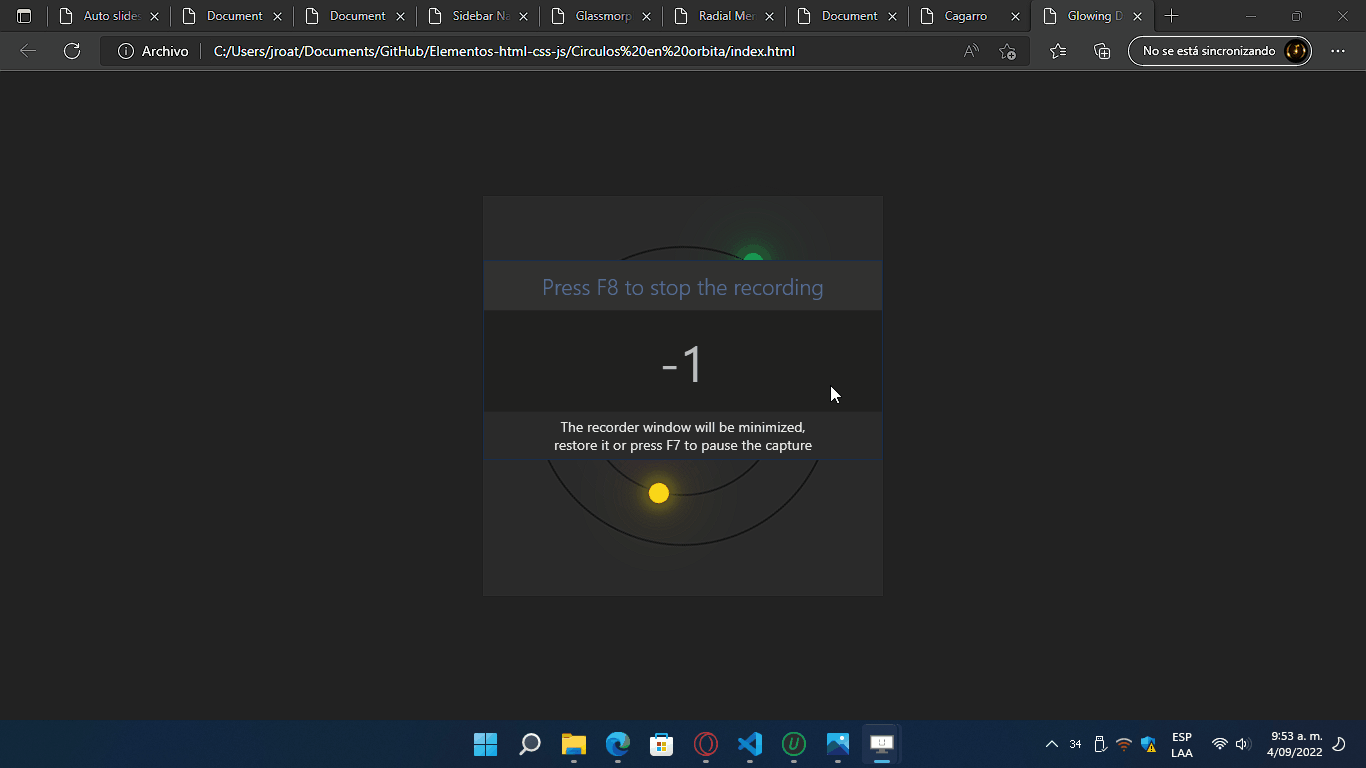 Auto slide
Document
Document
Sidebar Na
Glassmorp
Radial Mer
Document
Cagarro
Glowing D
Archivo
C:/Users/jroat/Documents/GitHub/Elementos-html-css-js/Circulos%20en%20orbita/index.html
No se está sincronizando
Press F8 to stop the recording
-1
The recorder window will be minimized,
restore it or press F7 to pause the capture
34
ESP
LAA
9:53 a. m.
4/09/2022